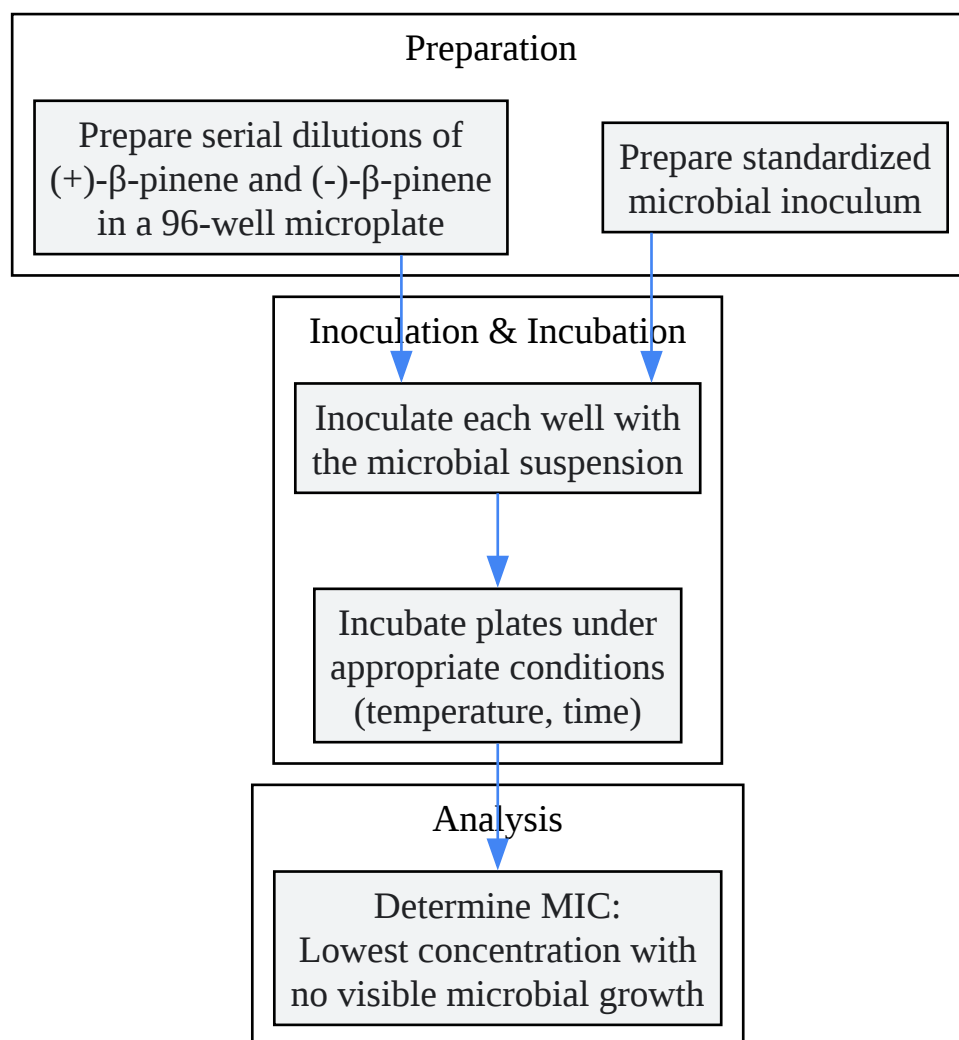 Preparation
Prepare serial dilutions of
(+)-β-pinene and (-)-β-pinene
in a 96-well microplate
Prepare standardized
microbial inoculum
Inoculation & Incubation
Inoculate each well with
the microbial suspension
Incubate plates under
appropriate conditions
(temperature, time)
Analysis
Determine MIC:
Lowest concentration with
no visible microbial growth